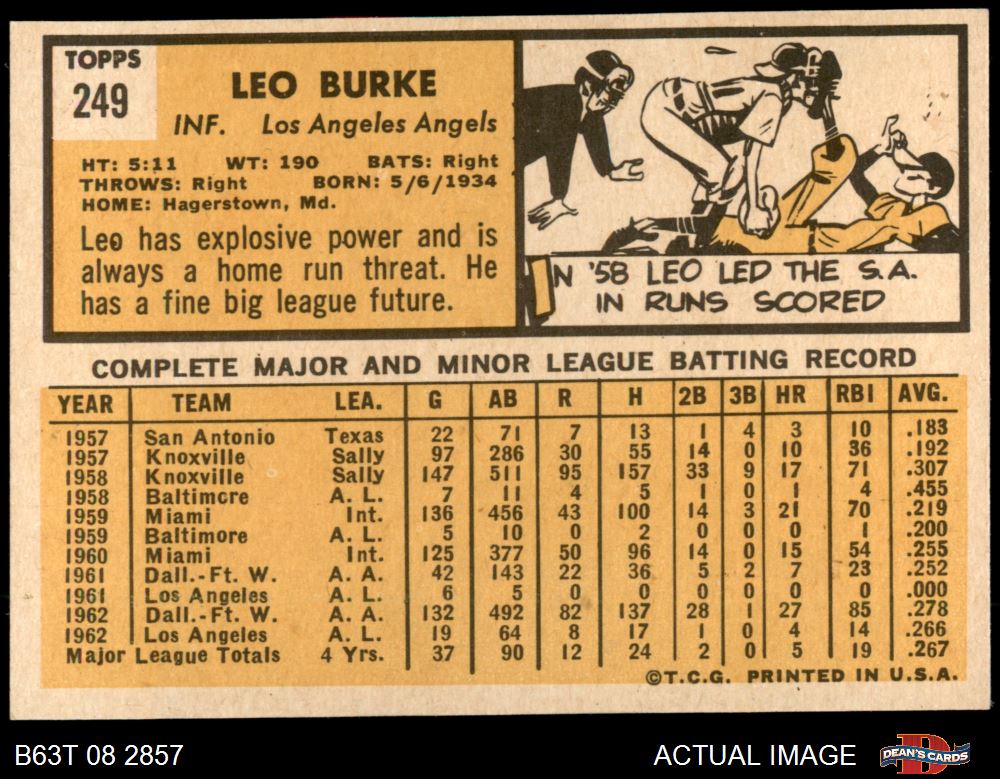 TOPPS
249
LEO BURKE
INF. Los Angeles Angels
HT: 5:11 WT: 190 BATS: Right
THROWS: Right BORN: 5/6/1934
HOME: Hagerstown, Md.
Leo has explosive power and is
always a home run threat. He
has a fine big league future.
IN '58 LEO LED THE S.A.
IN RUNS SCORED
COMPLETE MAJOR AND MINOR LEAGUE BATTING RECORD
YEAR TEAM LEA. G AB R H 2B 3B HR RBI AVG.
1957 San Antonio Texas 22 71 7 13 1 4 3 10 .183
1957 Knoxville Sally 97 286 30 55 14 0 10 36 .192
1958 Knoxville Sally 147 511 95 157 33 9 17 71 .307
1958 Baltimore A. L. 7 11 4 5 1 0 1 4 .455
1959 Miami Int. 136 456 43 100 14 3 21 70 .219
1959 Baltimore A. L. 5 10 0 2 0 0 0 1 .200
1960 Miami Int. 125 377 50 96 14 0 15 54 .255
1961 Dall.-Ft. W. A. A. 42 143 22 36 5 2 7 23 .252
1961 Los Angeles A. L. 6 5 0 0 0 0 0 0 .000
1962 Dall.-Ft. W. A. A. 132 492 82 137 28 1 27 85 .278
1962 Los Angeles A. L. 19 64 8 17 1 0 4 14 .266
Major League Totals 4 Yrs. 37 90 12 24 2 0 5 19 .267
©T.C.G. PRINTED IN U.S.A.
B63T 08 2857 ACTUAL IMAGE DEAN'S CARDS